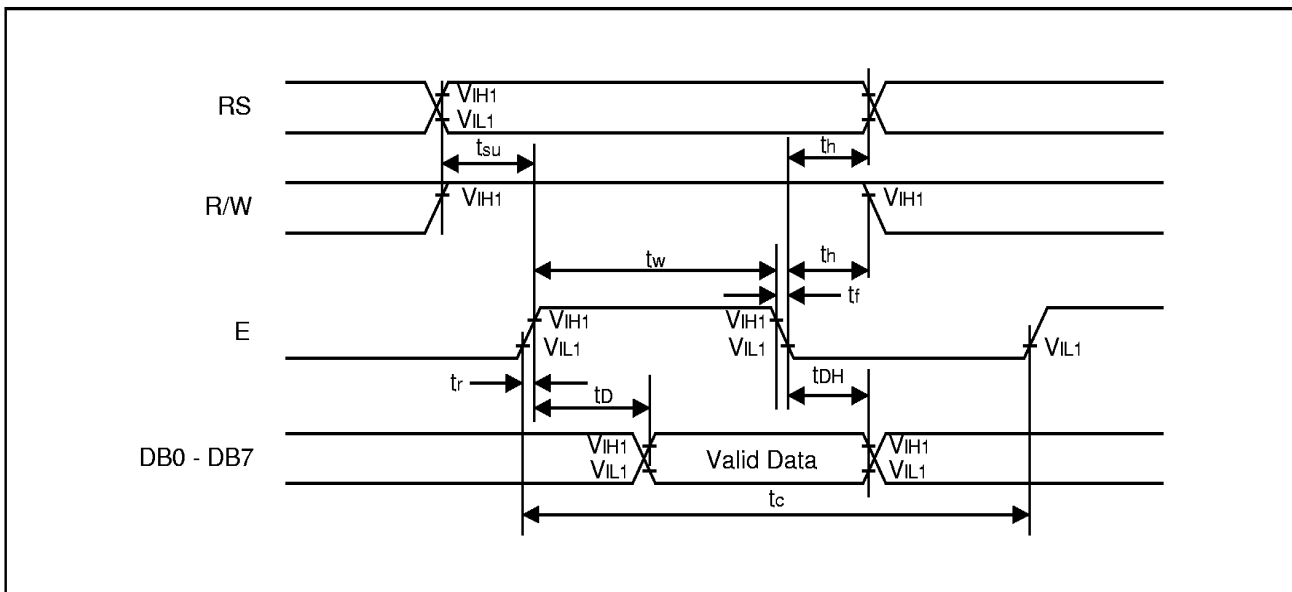 RS
VIH1
VIL1
tsu
th
R/W
VIH1
VIH1
tw
th
tf
E
VIH1
VIL1
VIH1
VIL1
VIL1
tr
tD
tDH
DB0 - DB7
VIH1
VIL1
Valid Data
VIH1
VIL1
tc